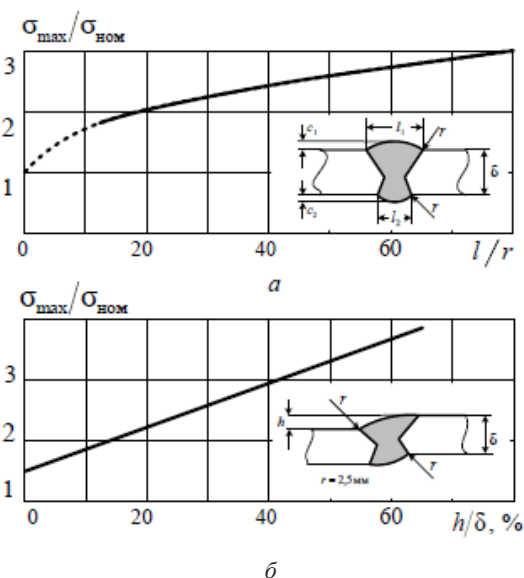 σmax/σном
3
2
1
c₁
l₁
r
δ
c₂
l₂
r
0 20 40 60 l/r
а
σmax/σном
3
2
1
r
h
δ
r
r = 2,5мм
0 20 40 60 h/δ, %
б